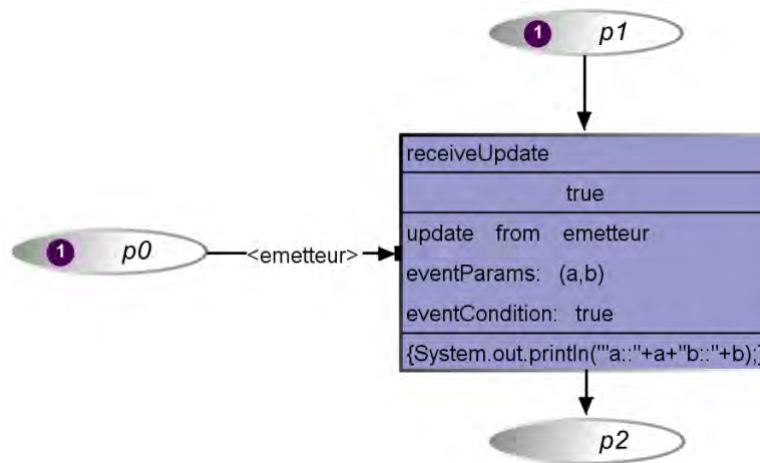 1 p1
receiveUpdate
true
update from emetteur
1 p0 <emetteur>
eventParams: (a,b)
eventCondition: true
{System.out.println("'a::"+a+"b::"+b);}
p2